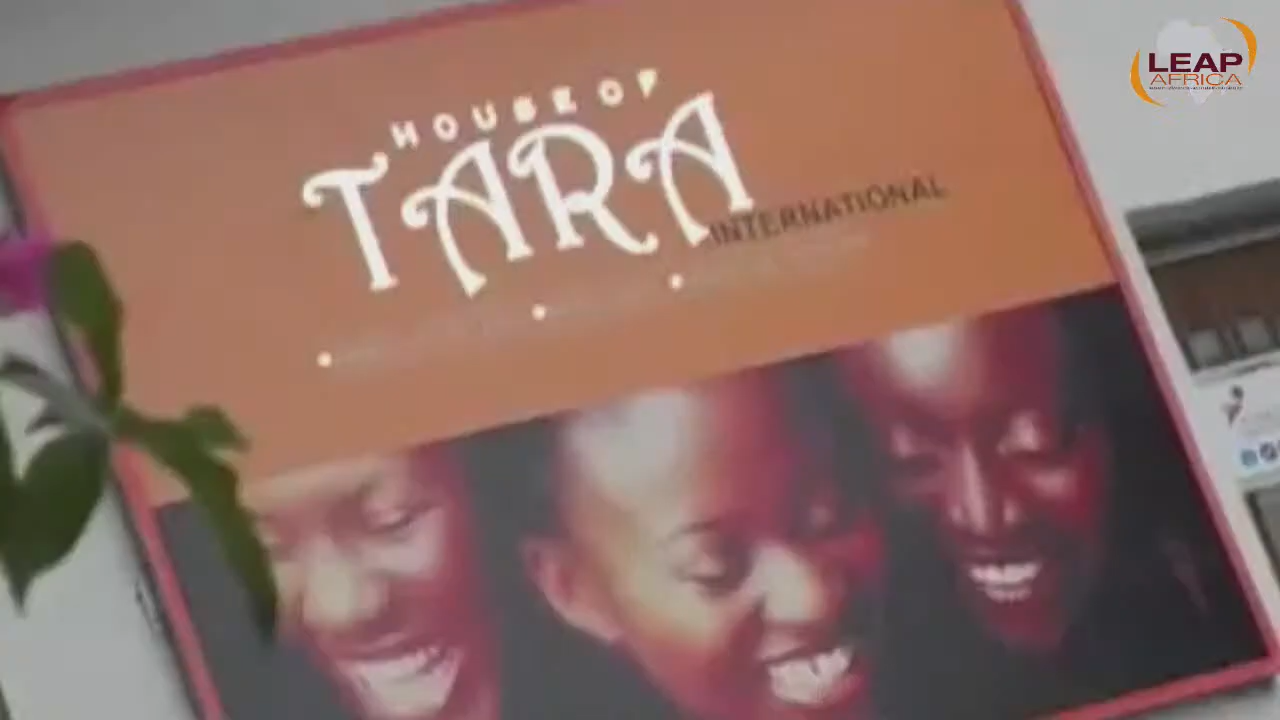 HOUSE OF
TARA
INTERNATIONAL
LEAP
AFRICA